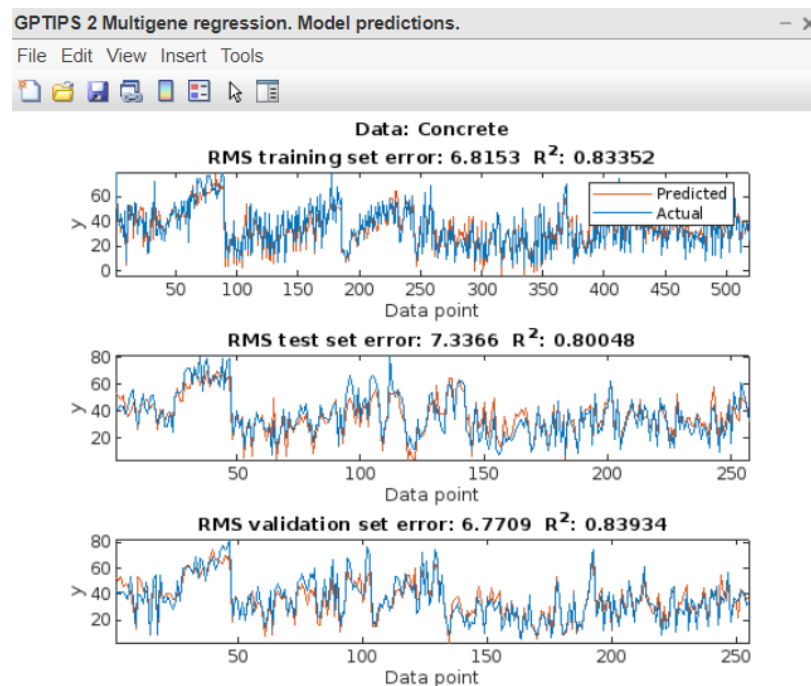 GPTIPS 2 Multigene regression. Model predictions.
File Edit View Insert Tools
Data: Concrete
RMS training set error: 6.8153 R²: 0.83352
Predicted
Actual
60
40
20
0
y
50 100 150 200 250 300 350 400 450 500
Data point
RMS test set error: 7.3366 R²: 0.80048
80
60
40
20
y
50 100 150 200 250
Data point
RMS validation set error: 6.7709 R²: 0.83934
80
60
40
20
y
50 100 150 200 250
Data point